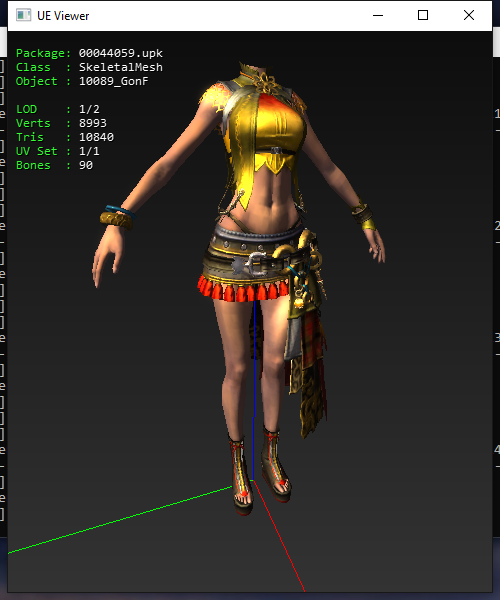 UE Viewer
Package: 00044059.upk
Class : SkeletalMesh
Object : 10089_GonF
LOD : 1/2
Verts : 8993
Tris : 10840
UV Set : 1/1
Bones : 90